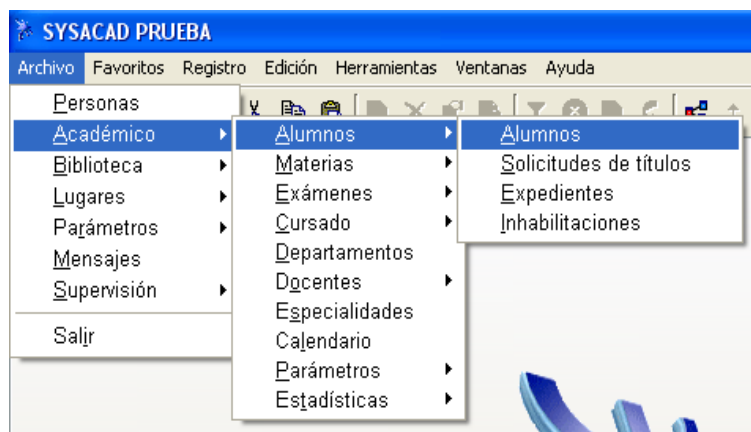 SYSACAD PRUEBA
Archivo Favoritos Registro Edición Herramientas Ventanas Ayuda
Personas
Académico
Biblioteca
Lugares
Parámetros
Mensajes
Supervisión
Salir
Alumnos
Materias
Exámenes
Cursado
Departamentos
Docentes
Especialidades
Calendario
Parámetros
Estadísticas
Alumnos
Solicitudes de títulos
Expedientes
Inhabilitaciones